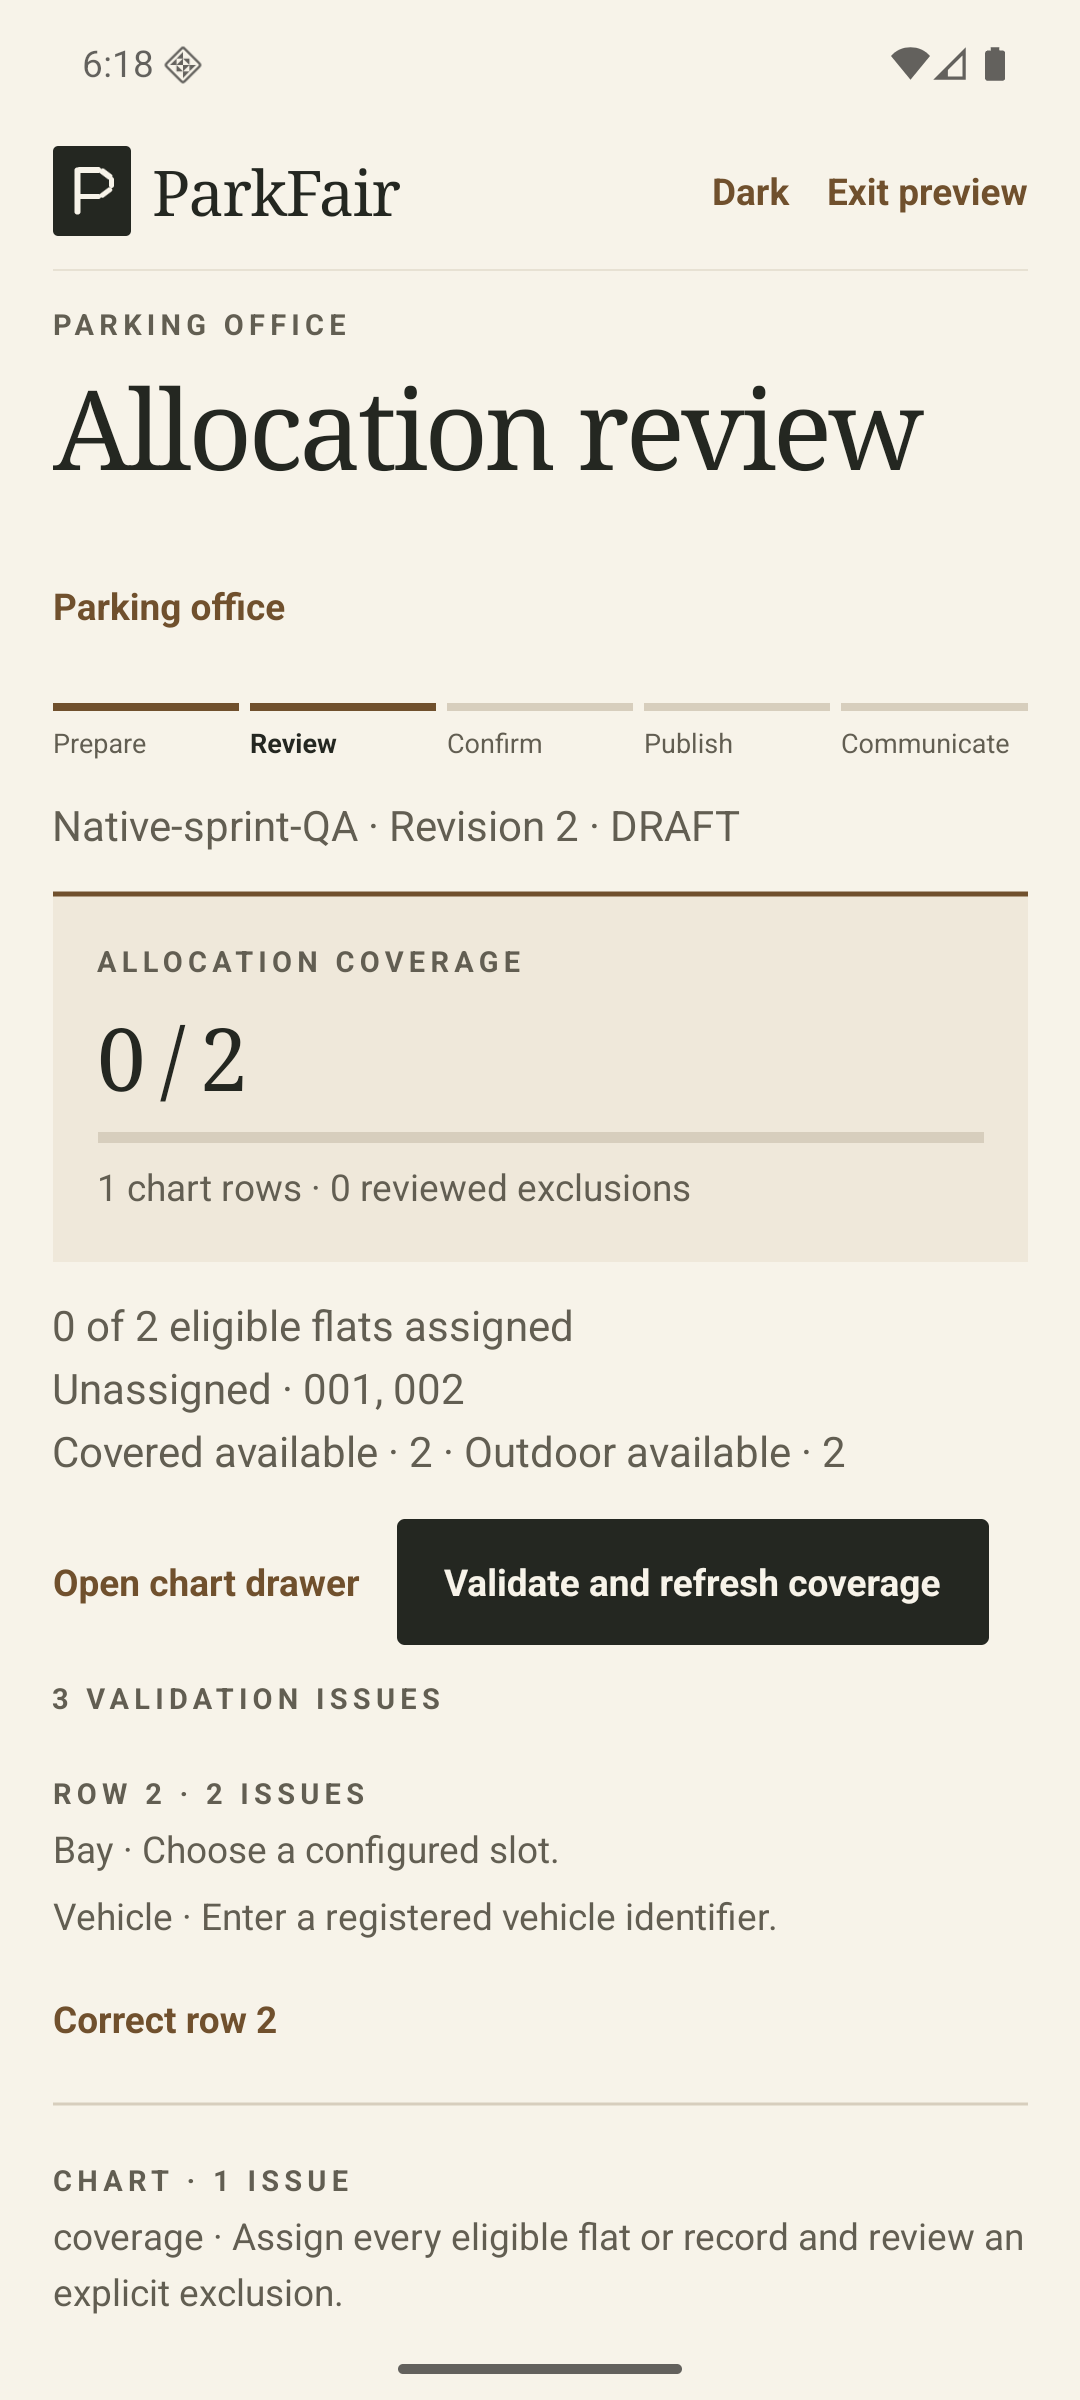 6:18
P ParkFair
Dark Exit preview
PARKING OFFICE
Allocation review
Parking office
Prepare Review Confirm Publish Communicate
Native-sprint-QA · Revision 2 · DRAFT
ALLOCATION COVERAGE
0 / 2
1 chart rows · 0 reviewed exclusions
0 of 2 eligible flats assigned
Unassigned · 001, 002
Covered available · 2 · Outdoor available · 2
Open chart drawer Validate and refresh coverage
3 VALIDATION ISSUES
ROW 2 · 2 ISSUES
Bay · Choose a configured slot.
Vehicle · Enter a registered vehicle identifier.
Correct row 2
CHART · 1 ISSUE
coverage · Assign every eligible flat or record and review an
explicit exclusion.